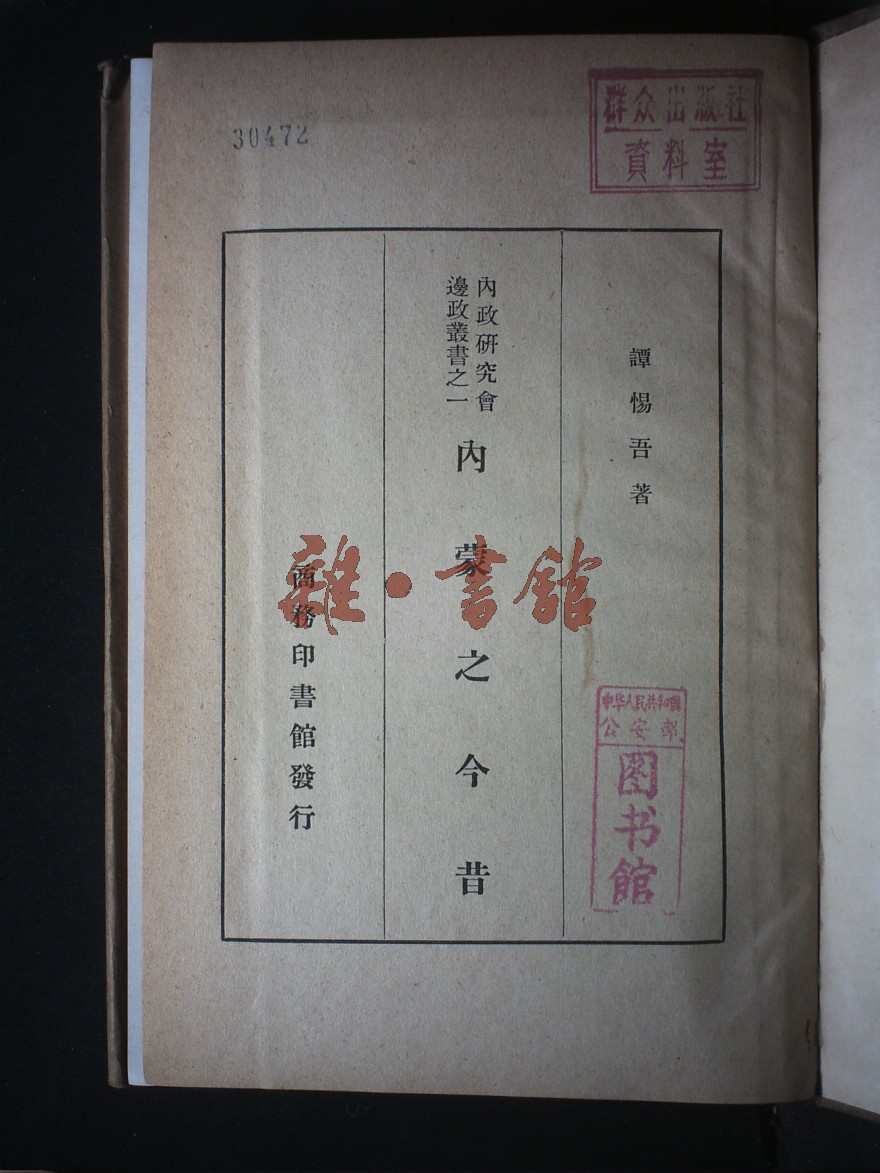 30472
群众出版社
資料室
譚惕吾著
內政研究會
邊政叢書之一
內蒙之今昔
商務印書館發行
雜·書館
中华人民共和国
公安部
图书馆